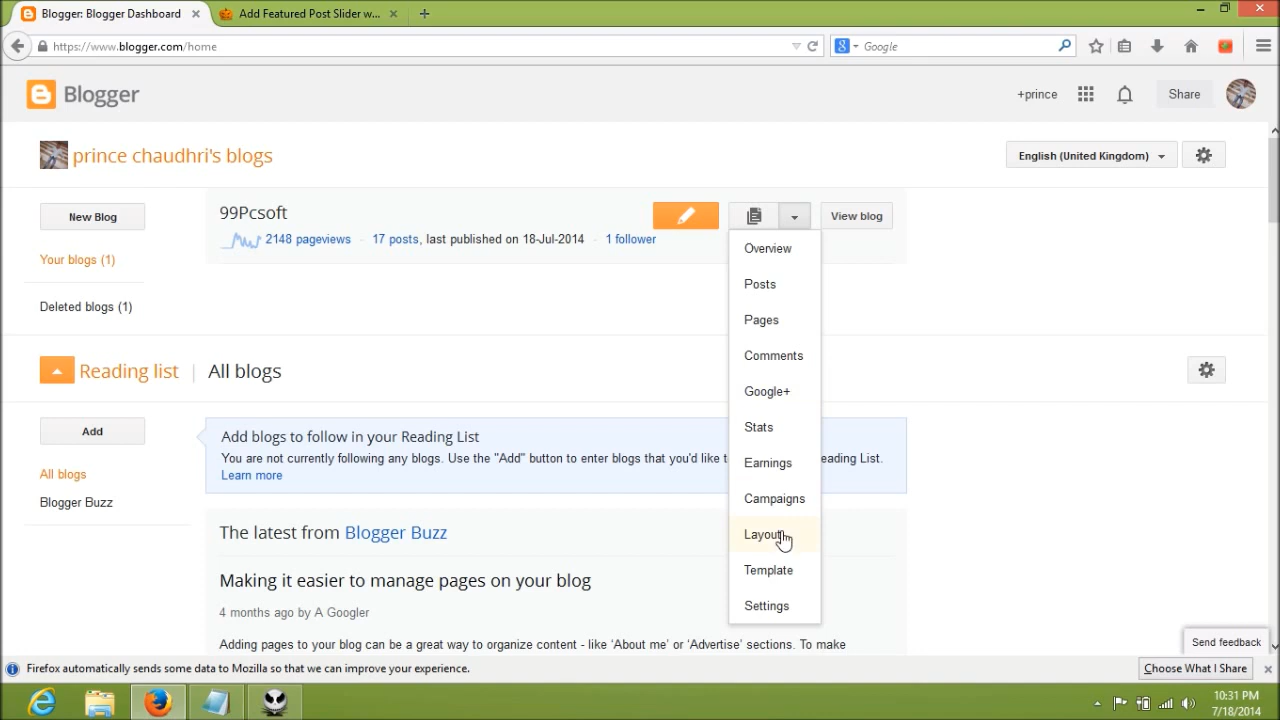 Blogger: Blogger Dashboard
Add Featured Post Slider w...
https://www.blogger.com/home
Google
Blogger
+prince
Share
prince chaudhri's blogs
English (United Kingdom)
New Blog
99Pcsoft
View blog
2148 pageviews - 17 posts, last published on 18-Jul-2014 - 1 follower
Your blogs (1)
Deleted blogs (1)
Overview
Posts
Pages
Comments
Google+
Stats
Earnings
Campaigns
Layout
Template
Settings
Reading list | All blogs
Add
Add blogs to follow in your Reading List
You are not currently following any blogs. Use the "Add" button to enter blogs that you'd like t eading List.
Learn more
All blogs
Blogger Buzz
The latest from Blogger Buzz
Making it easier to manage pages on your blog
4 months ago by A Googler
Adding pages to your blog can be a great way to organize content - like 'About me' or 'Advertise' sections. To make
Send feedback
Firefox automatically sends some data to Mozilla so that we can improve your experience.
Choose What I Share
10:31 PM
7/18/2014